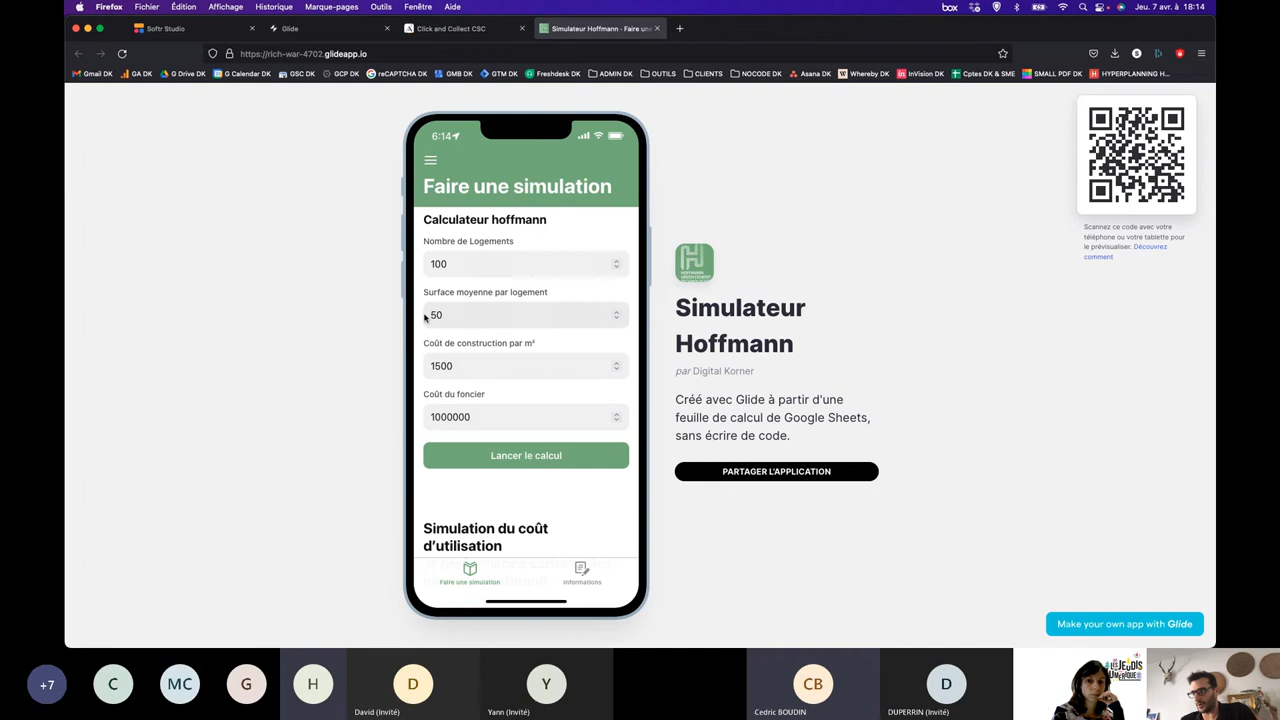 Firefox Fichier Édition Affichage Historique Marque-pages Outils Fenêtre Aide
box
Jeu. 7 avr. à 18:14
Softr Studio
Glide
Click and Collect CSC
Simulateur Hoffmann · Faire une
https://rich-war-4702.glideapp.io
Gmail DK
GA DK
G Drive DK
G Calendar DK
GSC DK
GCP DK
reCAPTCHA DK
GMB DK
GTM DK
Freshdesk DK
ADMIN DK
OUTILS
CLIENTS
NOCODE DK
Asana DK
Whereby DK
InVision DK
Cptes DK & SME
SMALL PDF DK
HYPERPLANNING H...
6:14
Faire une simulation
Calculateur hoffmann
Nombre de Logements
100
Surface moyenne par logement
50
Coût de construction par m²
1500
Coût du foncier
1000000
Lancer le calcul
Simulation du coût
d'utilisation
Faire une simulation
Informations
HOFFMANN
GREEN CEMENT
Simulateur
Hoffmann
par Digital Korner
Créé avec Glide à partir d'une
feuille de calcul de Google Sheets,
sans écrire de code.
PARTAGER L'APPLICATION
Scannez ce code avec votre
téléphone ou votre tablette pour
le prévisualiser. Découvrez
comment
Make your own app with Glide
+7
C
MC
G
H
D
David (Invité)
Y
Yann (Invité)
CB
Cedric BOUDIN
D
DUPERRIN (Invité)
LES JEUDIS
NUMÉRIQUE